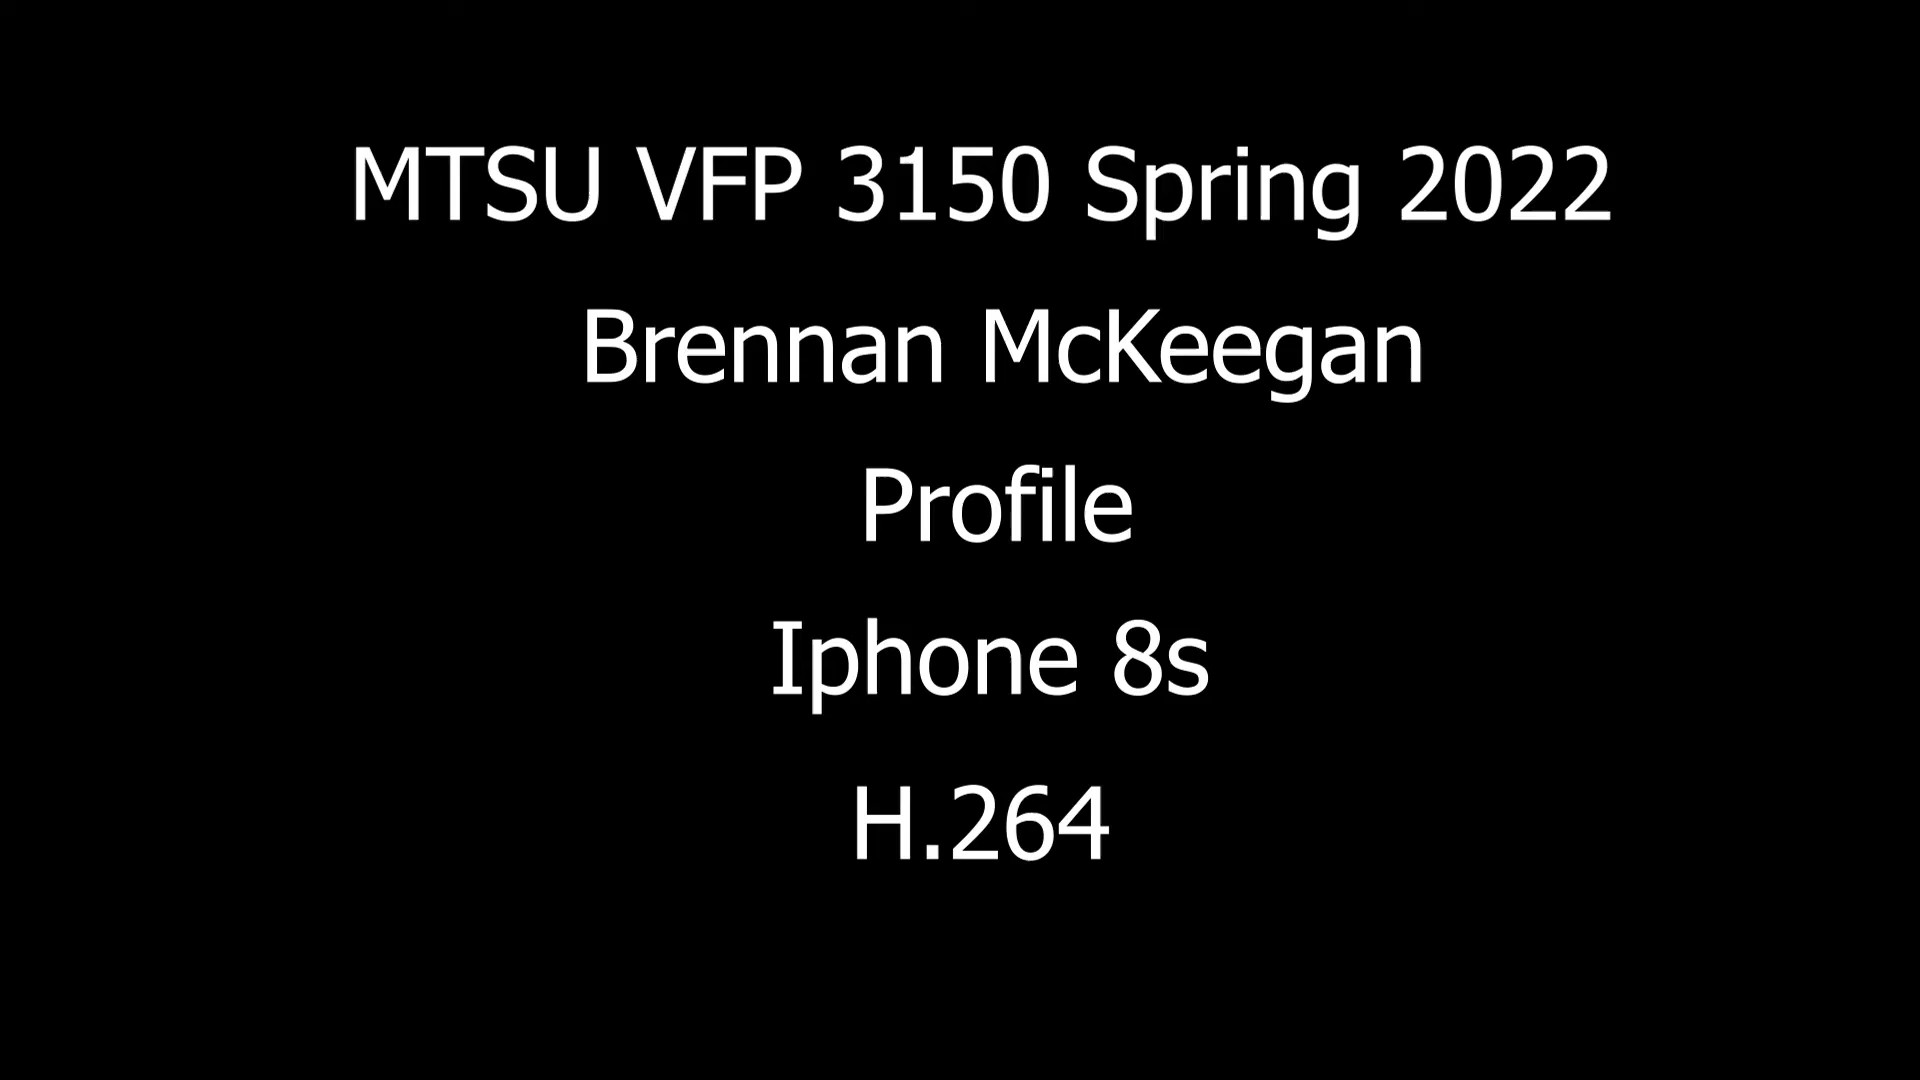 MTSU VFP 3150 Spring 2022
Brennan McKeegan
Profile
Iphone 8s
H.264